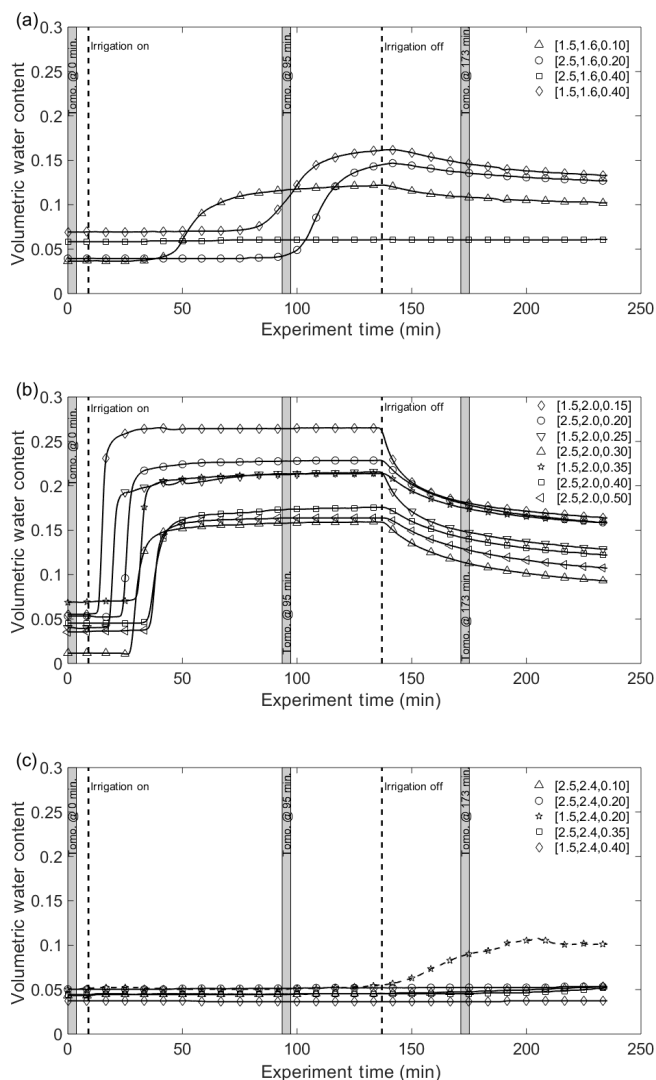 (a)
0.3
0.25
0.2
0.15
0.1
0.05
0
Volumetric water content
Tomo. @ 0 min.
Irrigation on
Tomo. @ 95 min
Irrigation off
Tomo. @ 173 min
[1.5,1.6,0.10]
[2.5,1.6,0.20]
[2.5,1.6,0.40]
[1.5,1.6,0.40]
0 50 100 150 200 250
Experiment time (min)
(b)
0.3
0.25
0.2
0.15
0.1
0.05
0
Volumetric water content
Tomo. @ 0 min.
Irrigation on
Tomo. @ 95 min
Irrigation off
Tomo. @ 173 min
[1.5,2.0,0.15]
[2.5,2.0,0.20]
[1.5,2.0,0.25]
[2.5,2.0,0.30]
[1.5,2.0,0.35]
[2.5,2.0,0.40]
[2.5,2.0,0.50]
0 50 100 150 200 250
Experiment time (min)
(c)
0.3
0.25
0.2
0.15
0.1
0.05
0
Volumetric water content
Tomo. @ 0 min.
Irrigation on
Tomo. @ 95 min
Irrigation off
Tomo. @ 173 min
[2.5,2.4,0.10]
[2.5,2.4,0.20]
[1.5,2.4,0.20]
[2.5,2.4,0.35]
[1.5,2.4,0.40]
0 50 100 150 200 250
Experiment time (min)